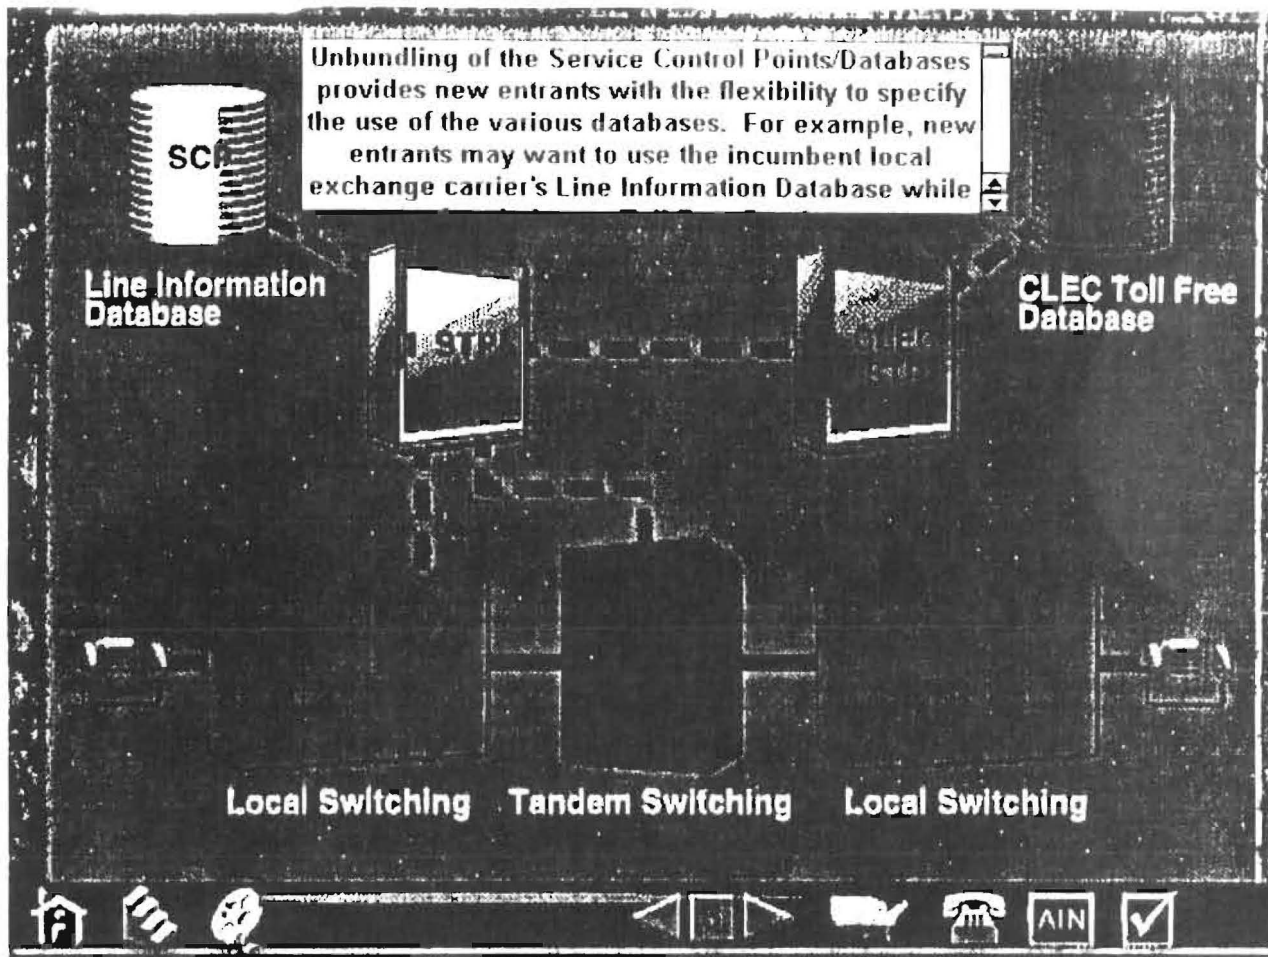 Unbundling of the Service Control Points/Databases
provides new entrants with the flexibility to specify
the use of the various databases. For example, new
entrants may want to use the incumbent local
exchange carrier's Line Information Database while
Line Information
Database
STP
CLEC Toll Free
Database
Local Switching
Tandem Switching
Local Switching
AIN